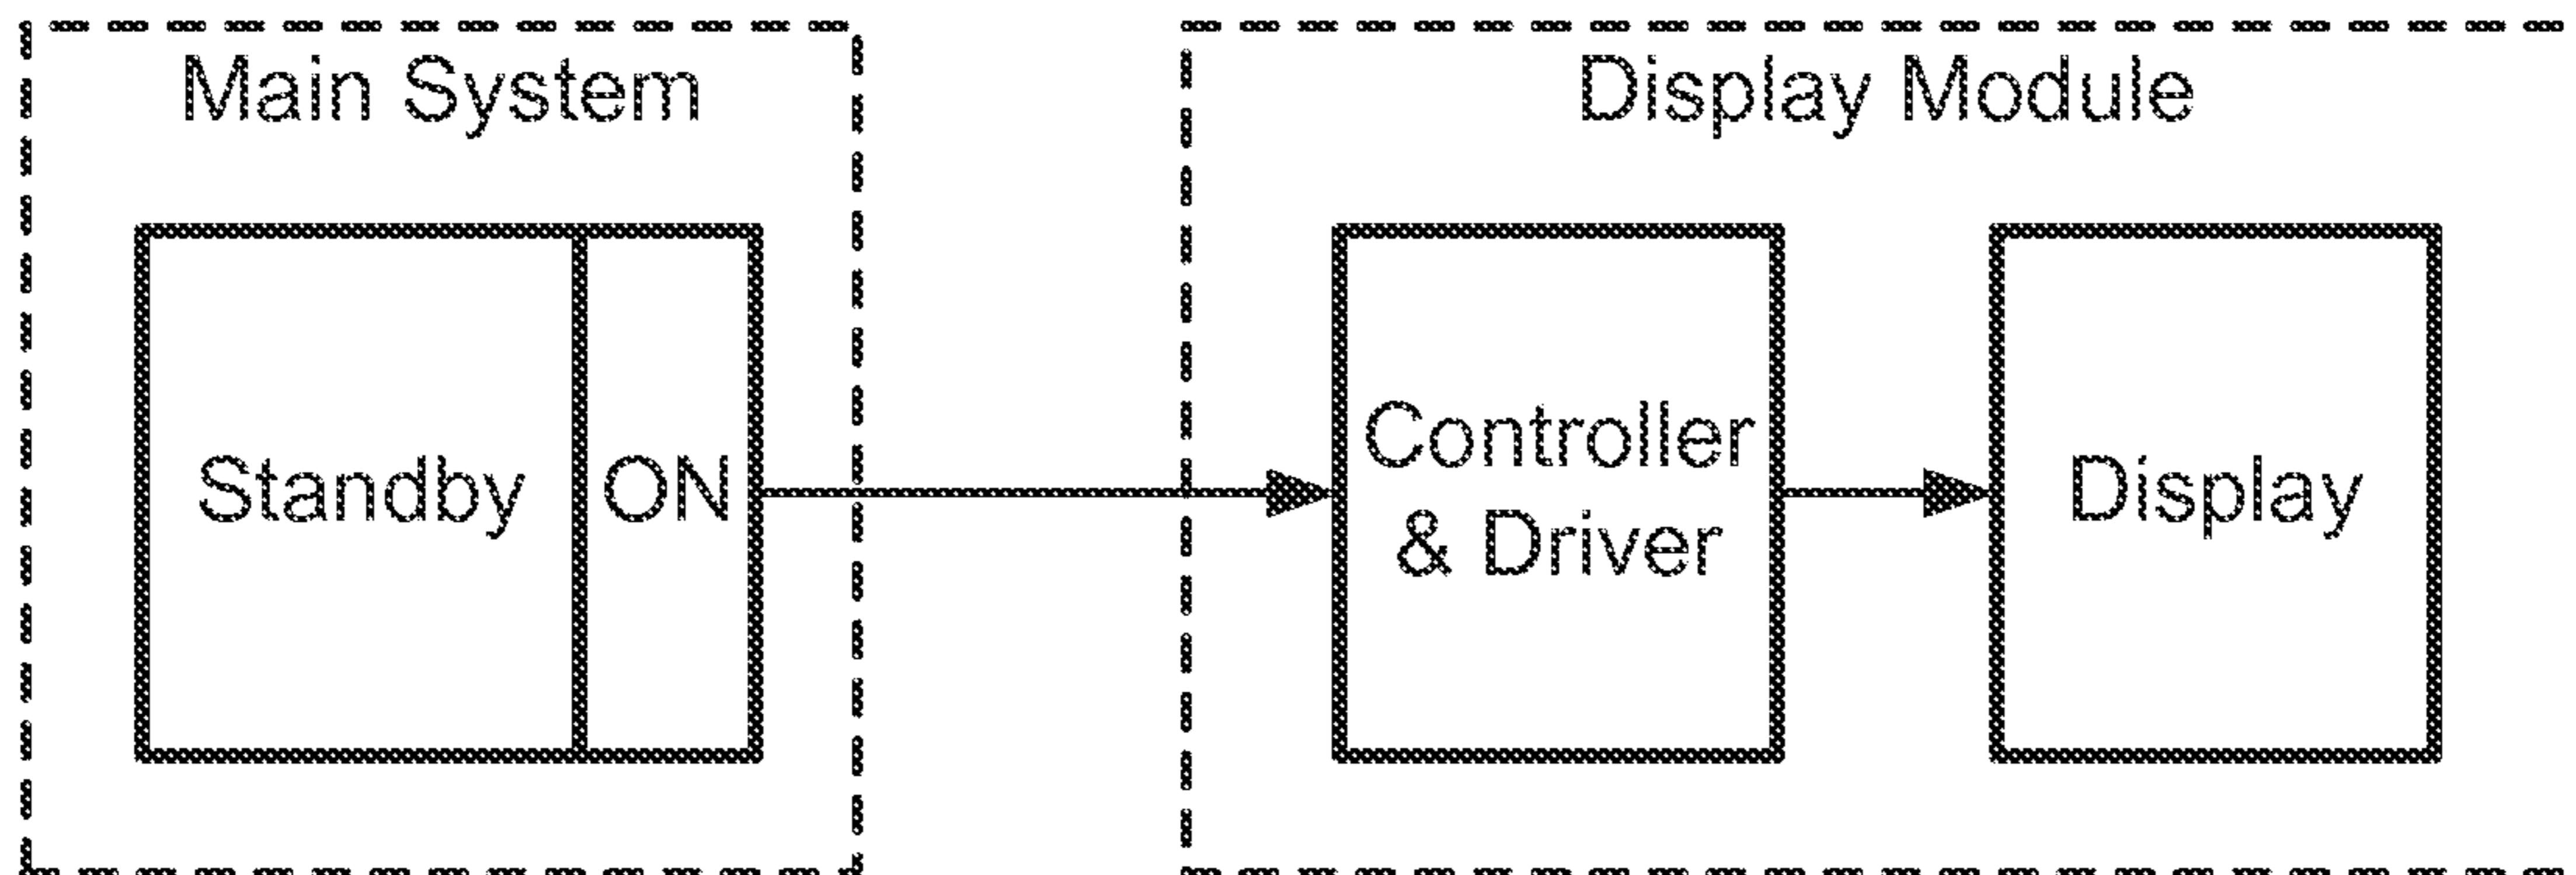 Main System
Display Module
Standby
ON
Controller
& Driver
Display